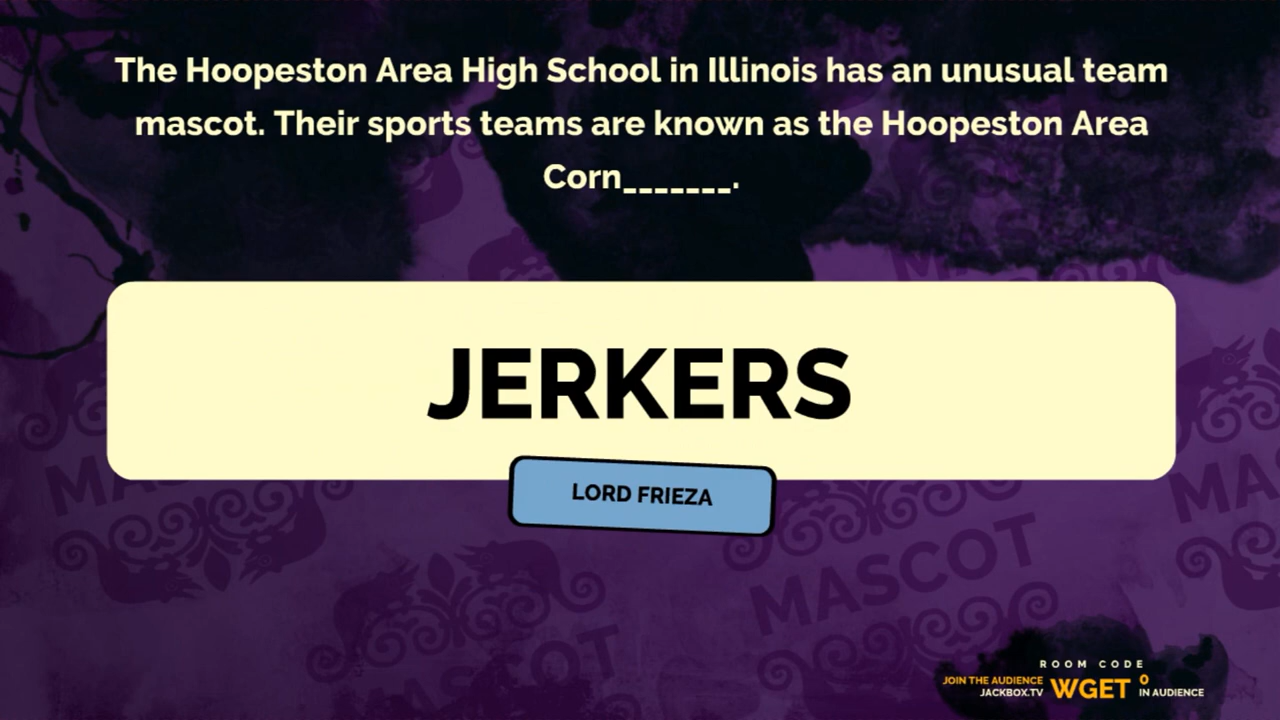 The Hoopeston Area High School in Illinois has an unusual team
mascot. Their sports teams are known as the Hoopeston Area
Corn_______.
JERKERS
LORD FRIEZA
MASCOT
ROOM CODE
JOIN THE AUDIENCE
JACKBOX.TV
WGET
0
IN AUDIENCE